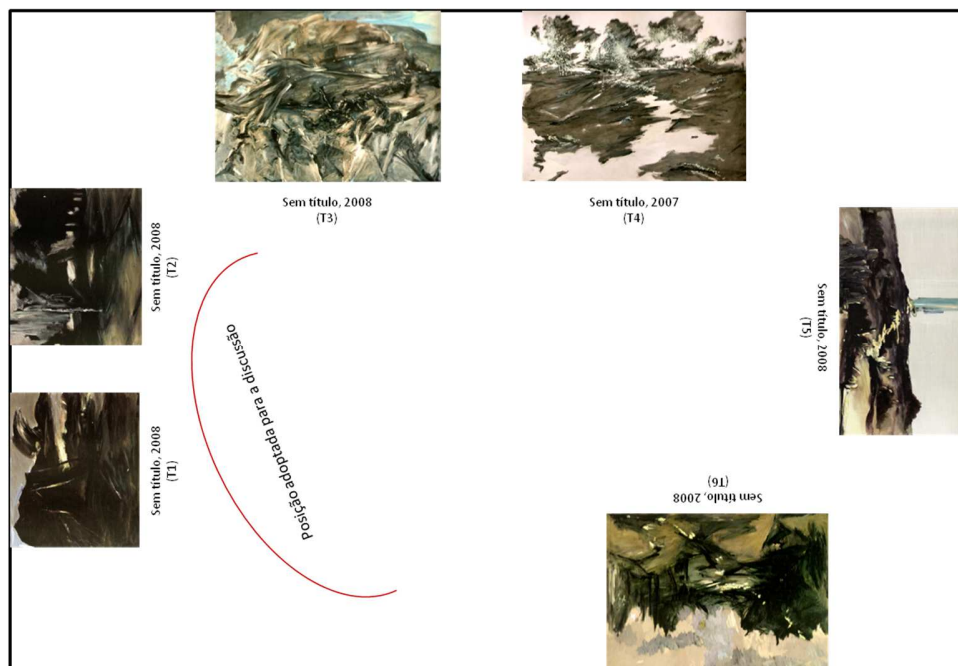 Sem título, 2008
(T3)
Sem título, 2007
(T4)
Sem título, 2008
(T2)
Sem título, 2008
(T5)
Posição adoptada para a discussão
Sem título, 2008
(T1)
Sem título, 2008
(T6)